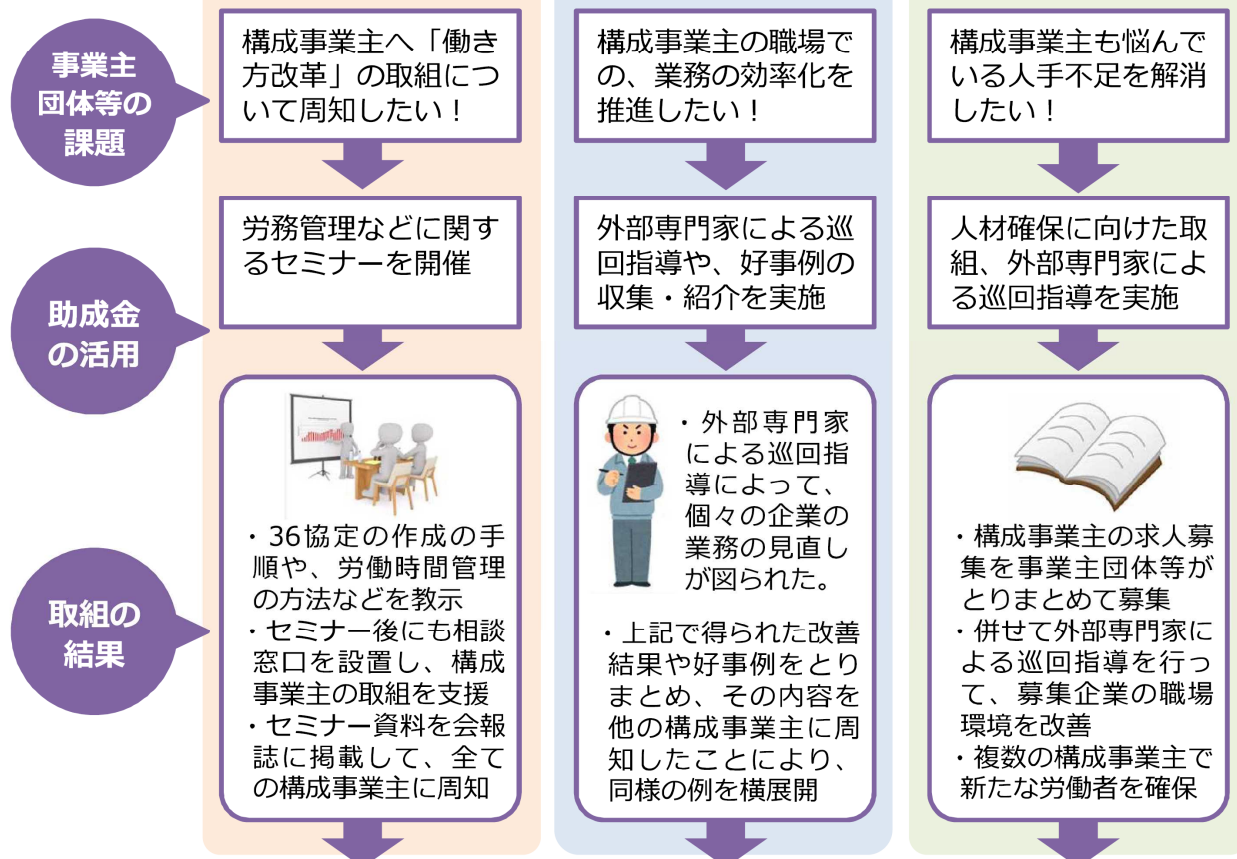 事業主
団体等の
課題
構成事業主へ「働き
方改革」の取組につ
いて周知したい！
構成事業主の職場で
の、業務の効率化を
推進したい！
構成事業主も悩んで
いる人手不足を解消
したい！
助成金
の活用
労務管理などに関す
るセミナーを開催
外部専門家による巡
回指導や、好事例の
収集・紹介を実施
人材確保に向けた取
組、外部専門家によ
る巡回指導を実施
取組の
結果
・36協定の作成の手
順や、労働時間管理
の方法などを教示
・セミナー後にも相談
窓口を設置し、構成
事業主の取組を支援
・セミナー資料を会報
誌に掲載して、全て
の構成事業主に周知
・外部専門家
による巡回指
導によって、
個々の企業の
業務の見直し
が図られた。
・上記で得られた改善
結果や好事例をとり
まとめ、その内容を
他の構成事業主に周
知したことにより、
同様の例を横展開
・構成事業主の求人募
集を事業主団体等が
とりまとめて募集
・併せて外部専門家に
よる巡回指導を行っ
て、募集企業の職場
環境を改善
・複数の構成事業主で
新たな労働者を確保